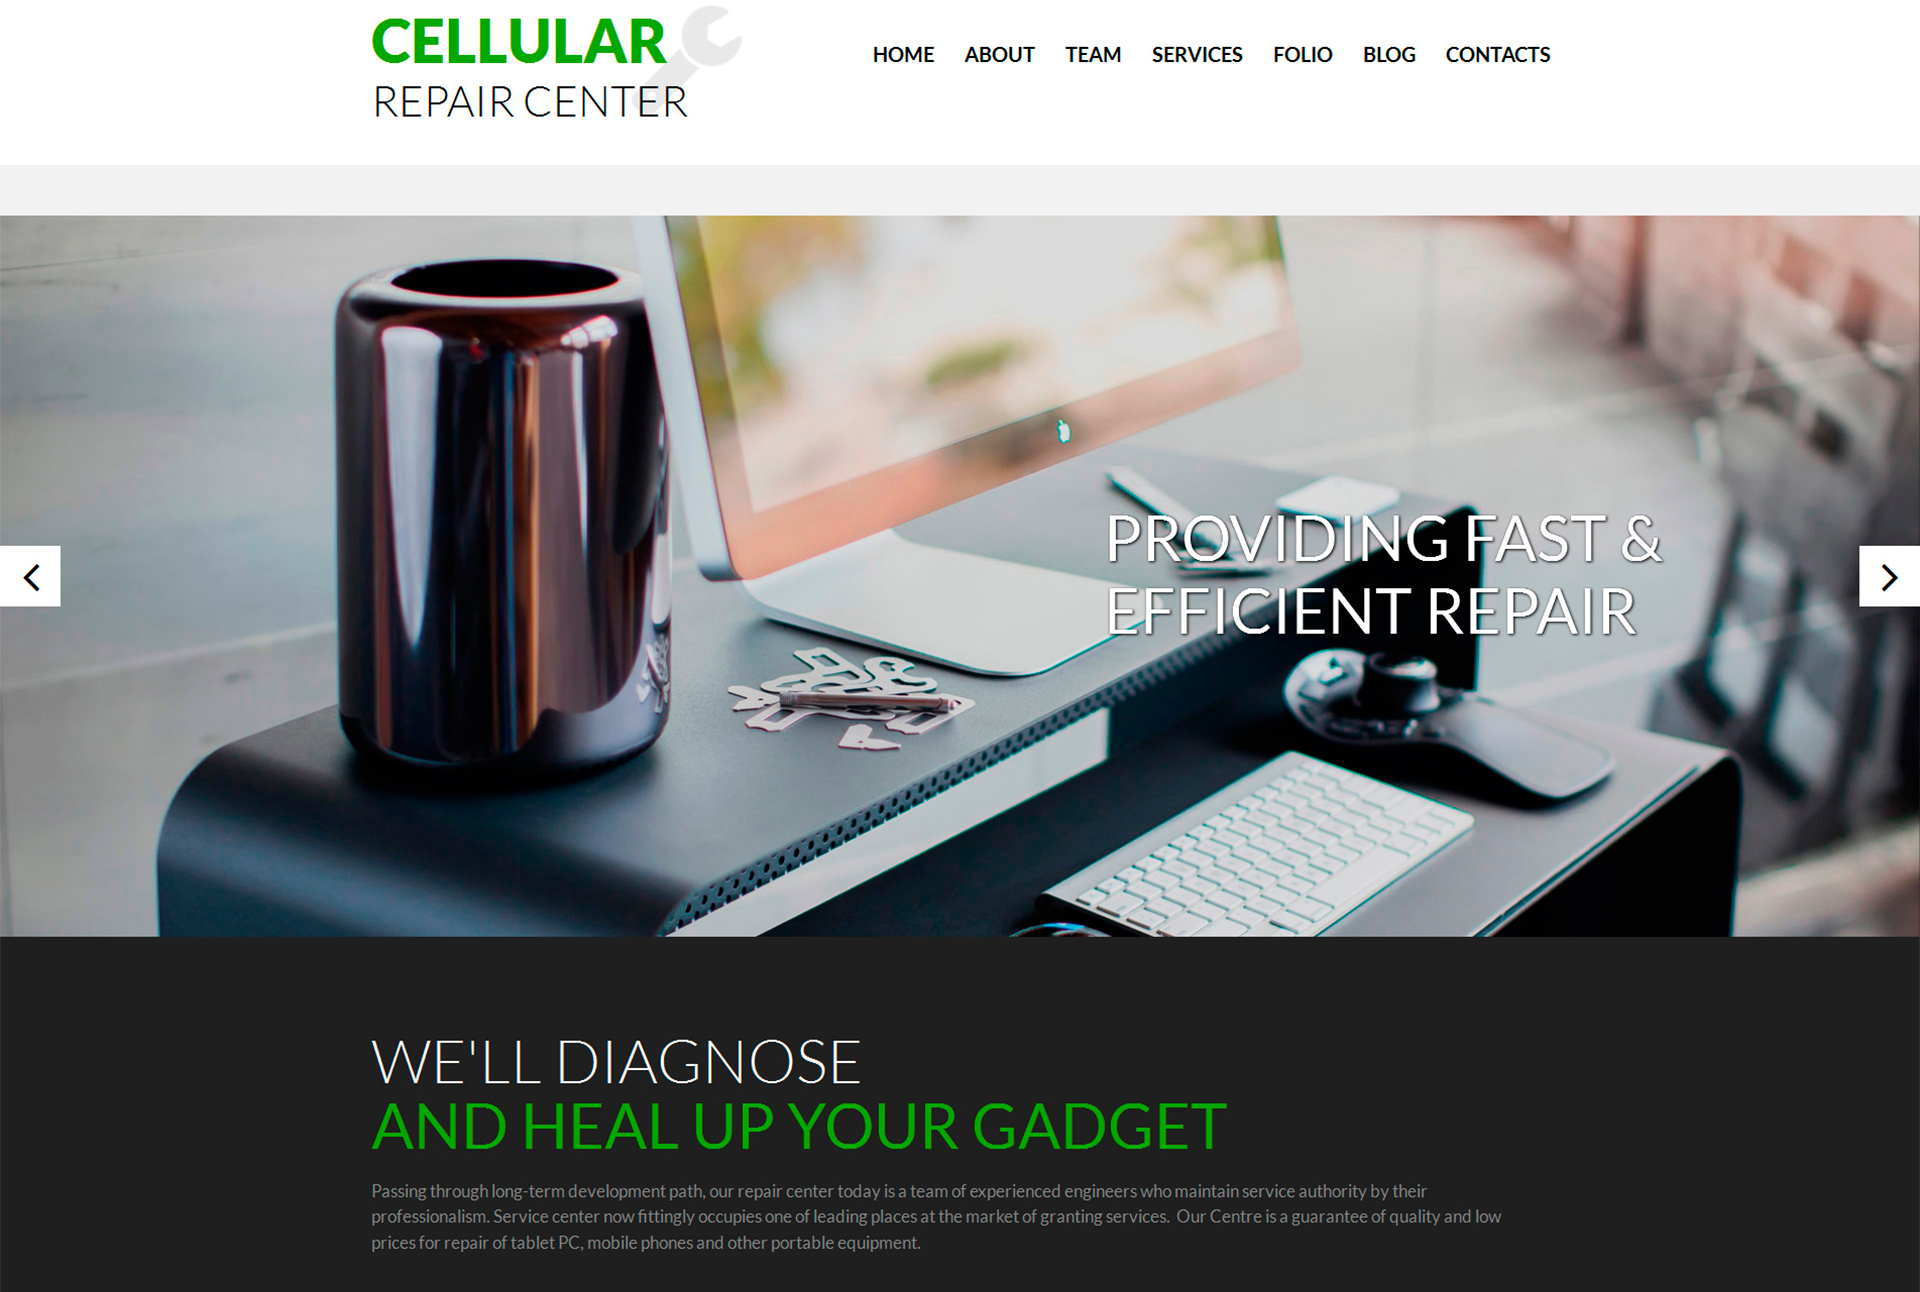 CELLULAR
REPAIR CENTER
HOME ABOUT TEAM SERVICES FOLIO BLOG CONTACTS
PROVIDING FAST &
EFFICIENT REPAIR
WE'LL DIAGNOSE
AND HEAL UP YOUR GADGET
Passing through long-term development path, our repair center today is a team of experienced engineers who maintain service authority by their
professionalism. Service center now fittingly occupies one of leading places at the market of granting services. Our Centre is a guarantee of quality and low
prices for repair of tablet PC, mobile phones and other portable equipment.